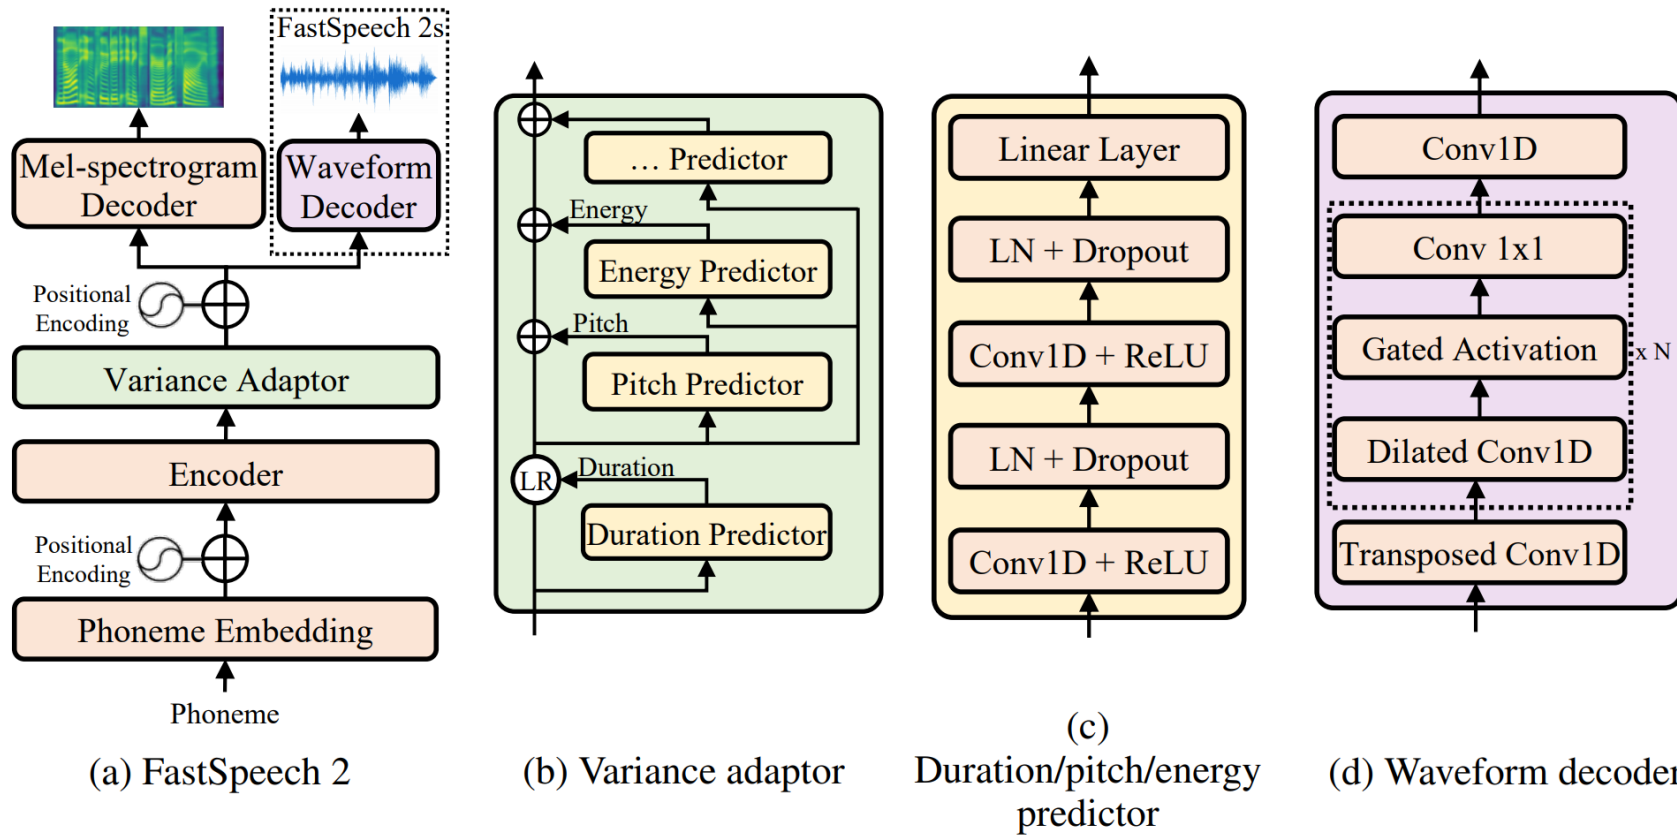 FastSpeech 2s
Mel-spectrogram
Decoder
Waveform
Decoder
Positional
Encoding
Variance Adaptor
Encoder
Positional
Encoding
Phoneme Embedding
Phoneme
(a) FastSpeech 2
... Predictor
Energy
Energy Predictor
Pitch
Pitch Predictor
LR
Duration
Duration Predictor
(b) Variance adaptor
Linear Layer
LN + Dropout
Conv1D + ReLU
LN + Dropout
Conv1D + ReLU
(c)
Duration/pitch/energy
predictor
Conv1D
Conv 1x1
Gated Activation
x N
Dilated Conv1D
Transposed Conv1D
(d) Waveform decoder